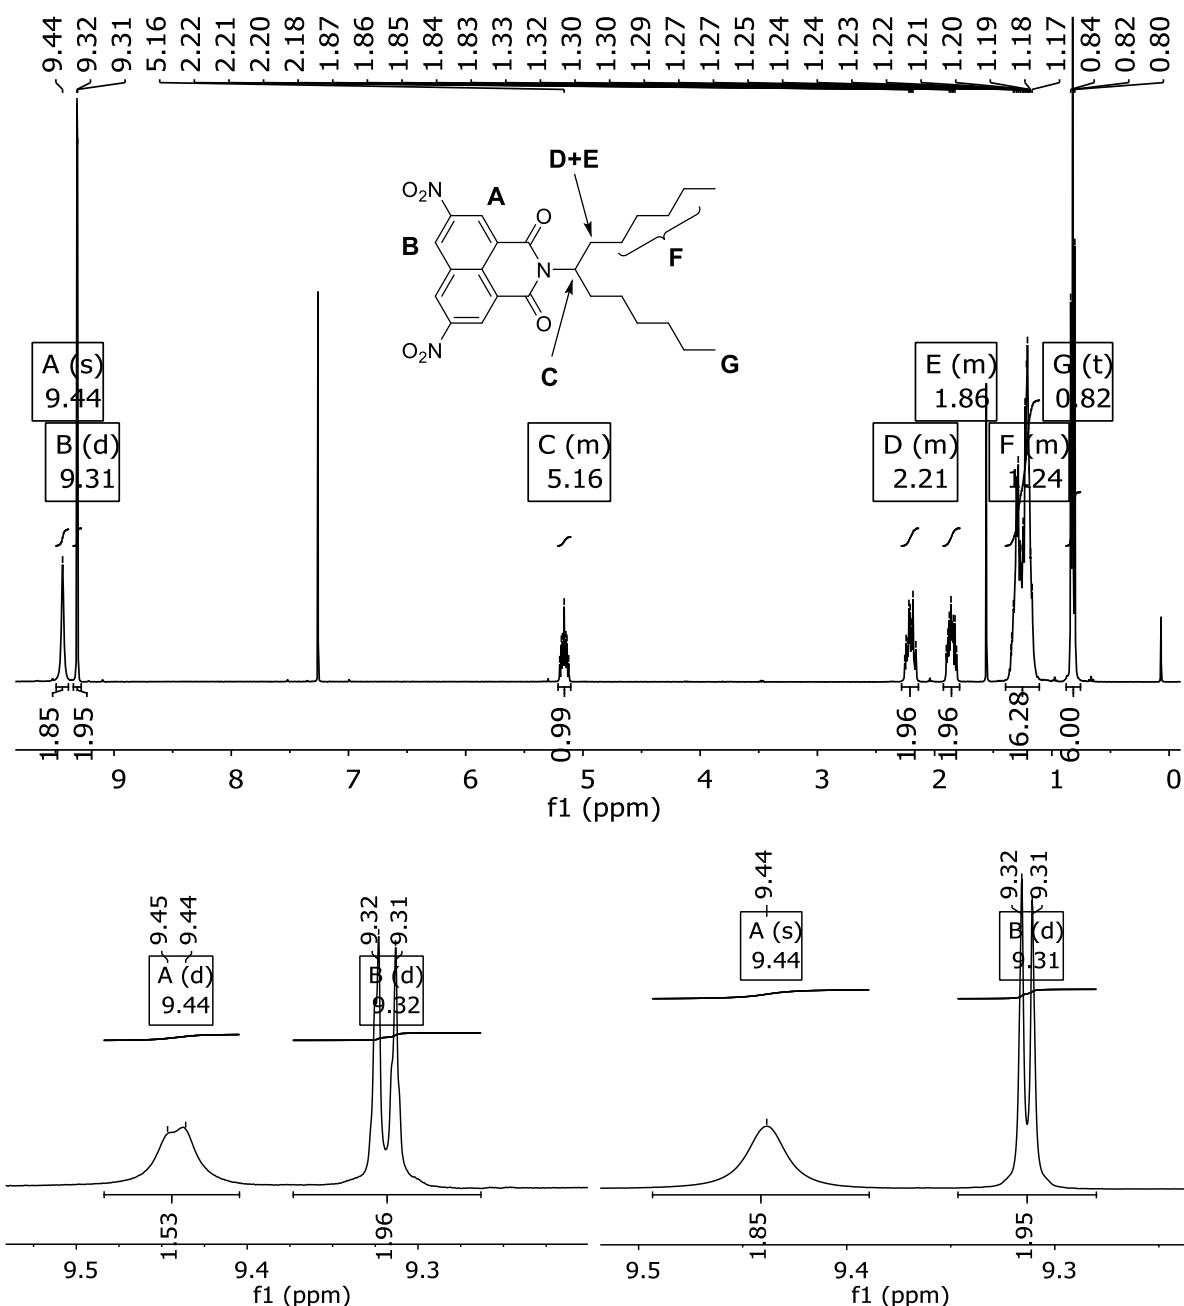 9.44 9.32 9.31 5.16 2.22 2.21 2.20 2.18 1.87 1.86 1.85 1.84 1.83 1.33 1.32 1.30 1.30 1.29 1.27 1.27 1.25 1.24 1.24 1.23 1.22 1.21 1.20 1.19 1.18 1.17 0.84 0.82 0.80
D+E
O₂N
A
O
B
N
F
O
O₂N
C
G
A (s)
9.44
B (d)
9.31
C (m)
5.16
D (m)
2.21
E (m)
1.86
F (m)
1.24
G (t)
0.82
1.85 1.95 0.99 1.96 1.96 16.28 6.00
9 8 7 6 5 4 3 2 1 0
f1 (ppm)
9.45 9.44 9.32 9.31
A (d)
9.44
B (d)
9.32
1.53 1.96
9.5 9.4 9.3
f1 (ppm)
9.44 9.32 9.31
A (s)
9.44
B (d)
9.31
1.85 1.95
9.5 9.4 9.3
f1 (ppm)